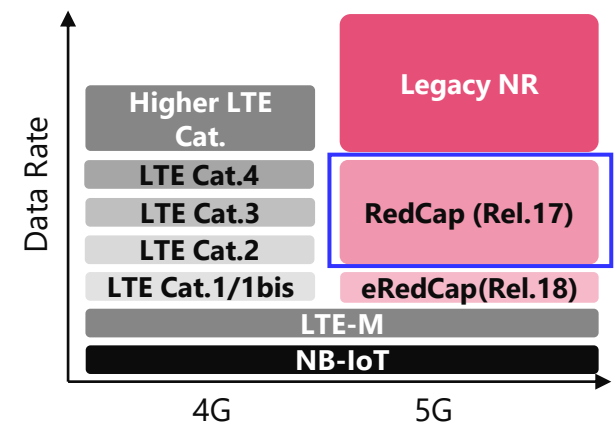 Data Rate
Higher LTE
Cat.
LTE Cat.4
LTE Cat.3
LTE Cat.2
LTE Cat.1/1bis
Legacy NR
RedCap (Rel.17)
eRedCap(Rel.18)
LTE-M
NB-IoT
4G
5G